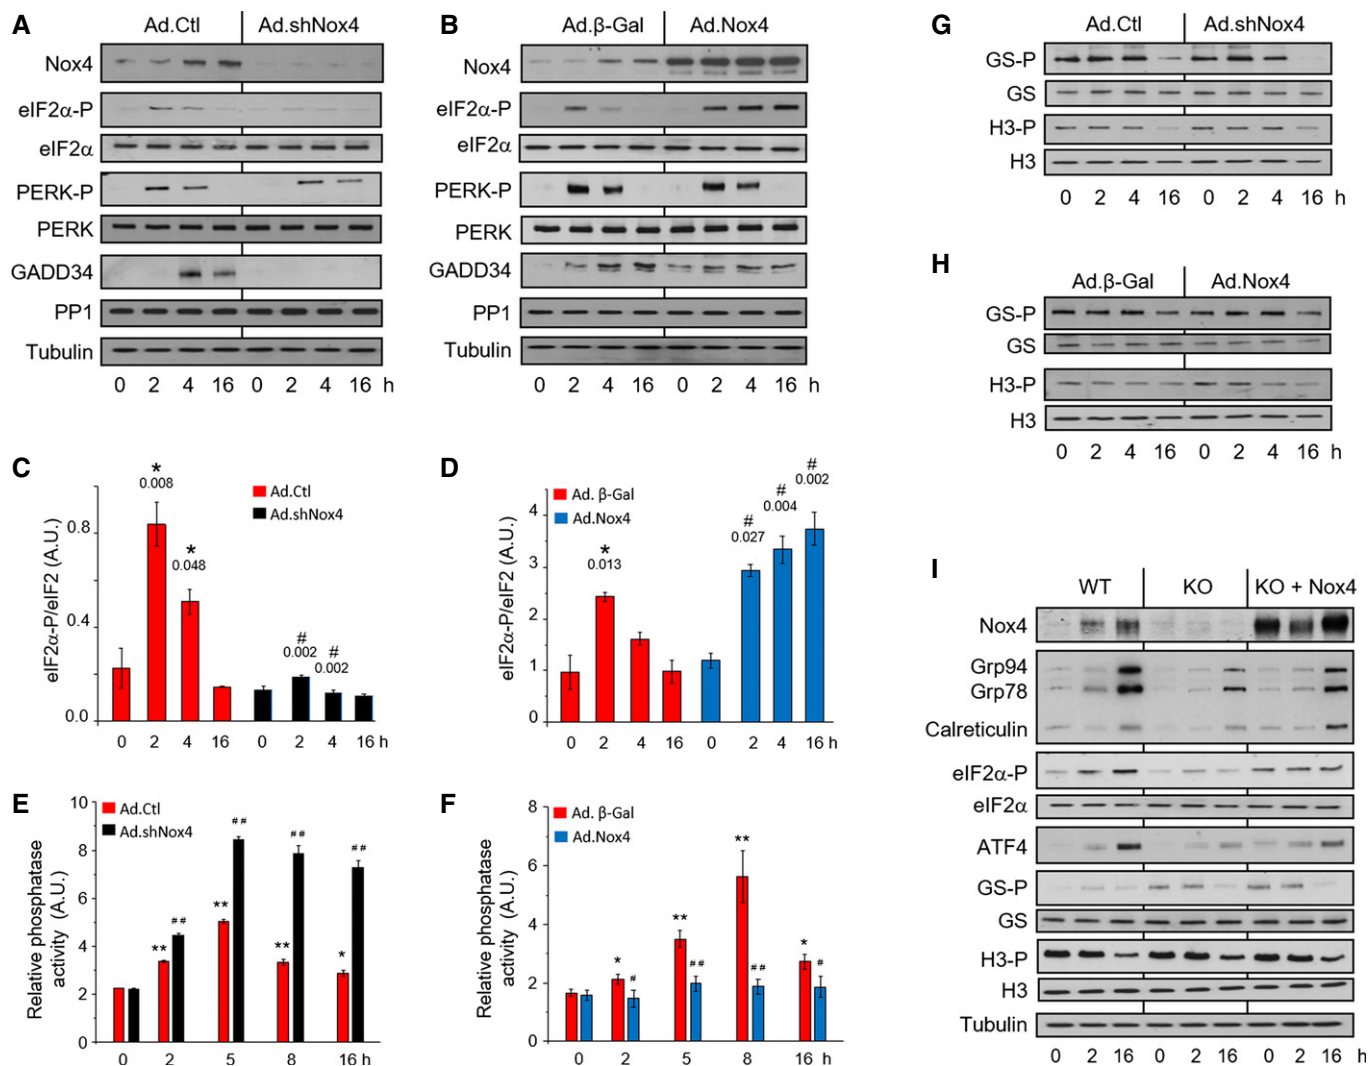 A
Ad.Ctl Ad.shNox4
Nox4
eIF2α-P
eIF2α
PERK-P
PERK
GADD34
PP1
Tubulin
0 2 4 16 0 2 4 16 h
B
Ad.β-Gal Ad.Nox4
Nox4
eIF2α-P
eIF2α
PERK-P
PERK
GADD34
PP1
Tubulin
0 2 4 16 0 2 4 16 h
G
Ad.Ctl Ad.shNox4
GS-P
GS
H3-P
H3
0 2 4 16 0 2 4 16 h
H
Ad.β-Gal Ad.Nox4
GS-P
GS
H3-P
H3
0 2 4 16 0 2 4 16 h
C
eIF2α-P/eIF2 (A.U.)
0.8
0.4
0.0
*
0.008
*
0.048
#
0.002
#
0.002
Ad.Ctl
Ad.shNox4
0 2 4 16 0 2 4 16 h
D
eIF2α-P/eIF2 (A.U.)
4
3
2
1
0
Ad. β-Gal
Ad.Nox4
*
0.013
#
0.027
#
0.004
#
0.002
0 2 4 16 0 2 4 16 h
E
Relative phosphatase
activity (A.U.)
10
8
6
4
2
0
Ad.Ctl
Ad.shNox4
** ## ** ## ** ## * ##
0 2 5 8 16 h
F
Relative phosphatase
activity (A.U.)
8
6
4
2
0
Ad. β-Gal
Ad.Nox4
* # ** ## ** ## * #
0 2 5 8 16 h
I
WT KO KO + Nox4
Nox4
Grp94
Grp78
Calreticulin
eIF2α-P
eIF2α
ATF4
GS-P
GS
H3-P
H3
Tubulin
0 2 16 0 2 16 0 2 16 h